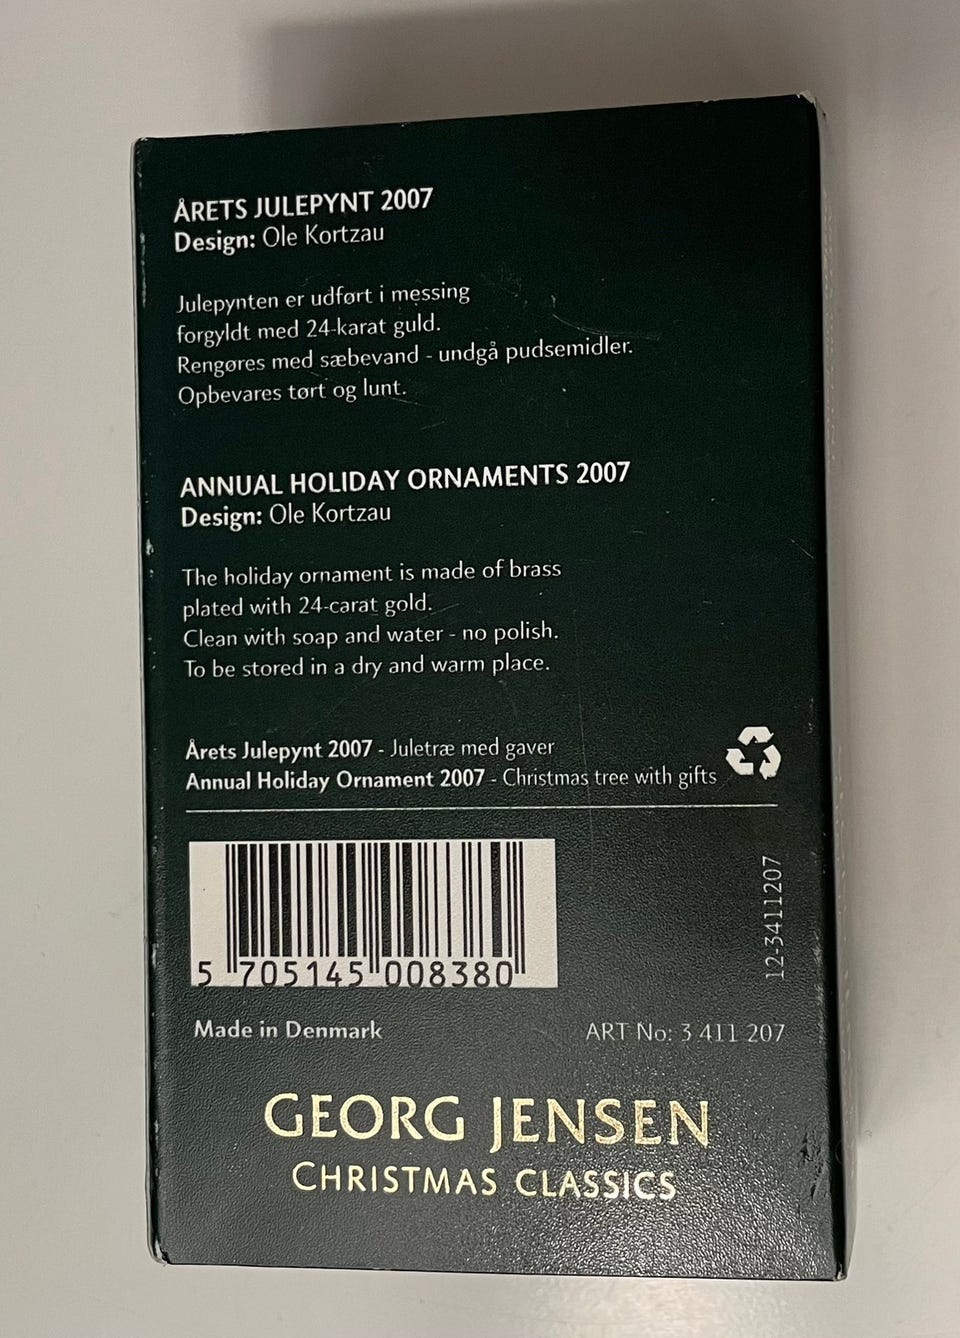 ÅRETS JULEPYNT 2007
Design: Ole Kortzau
Julepynten er udført i messing
forgyldt med 24-karat guld.
Rengøres med sæbevand - undgå pudsemidler.
Opbevares tørt og lunt.
ANNUAL HOLIDAY ORNAMENTS 2007
Design: Ole Kortzau
The holiday ornament is made of brass
plated with 24-carat gold.
Clean with soap and water - no polish.
To be stored in a dry and warm place.
Årets Julepynt 2007 - Juletræ med gaver
Annual Holiday Ornament 2007 - Christmas tree with gifts
12-3411207
5 705145 008380
Made in Denmark
ART No: 3 411 207
GEORG JENSEN
CHRISTMAS CLASSICS